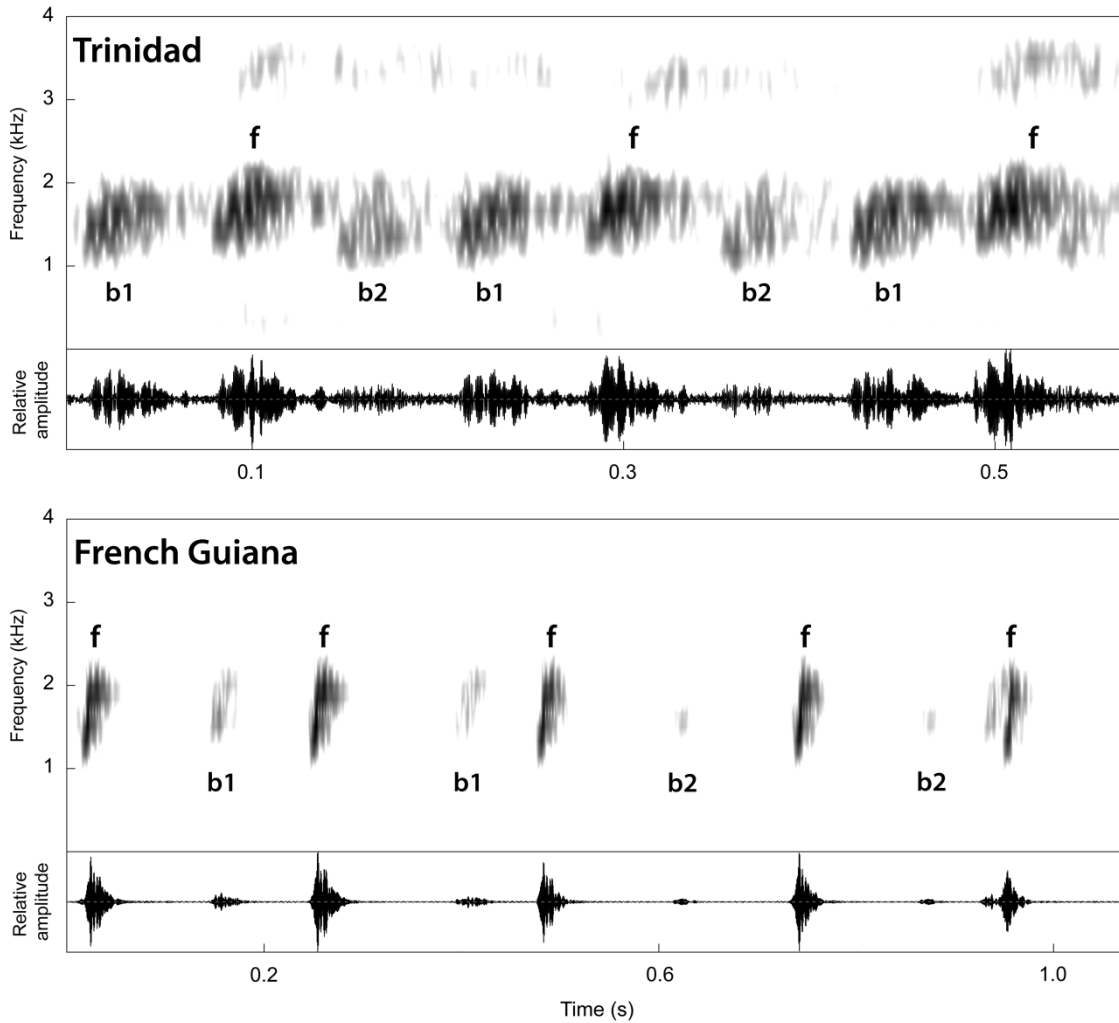 4
Trinidad
3
f f f
Frequency (kHz)
2
1
b1 b2 b1 b2 b1
Relative
amplitude
0.1 0.3 0.5
4
French Guiana
3
f f f f f
Frequency (kHz)
2
1
b1 b1 b2 b2
Relative
amplitude
0.2 0.6 1.0
Time (s)